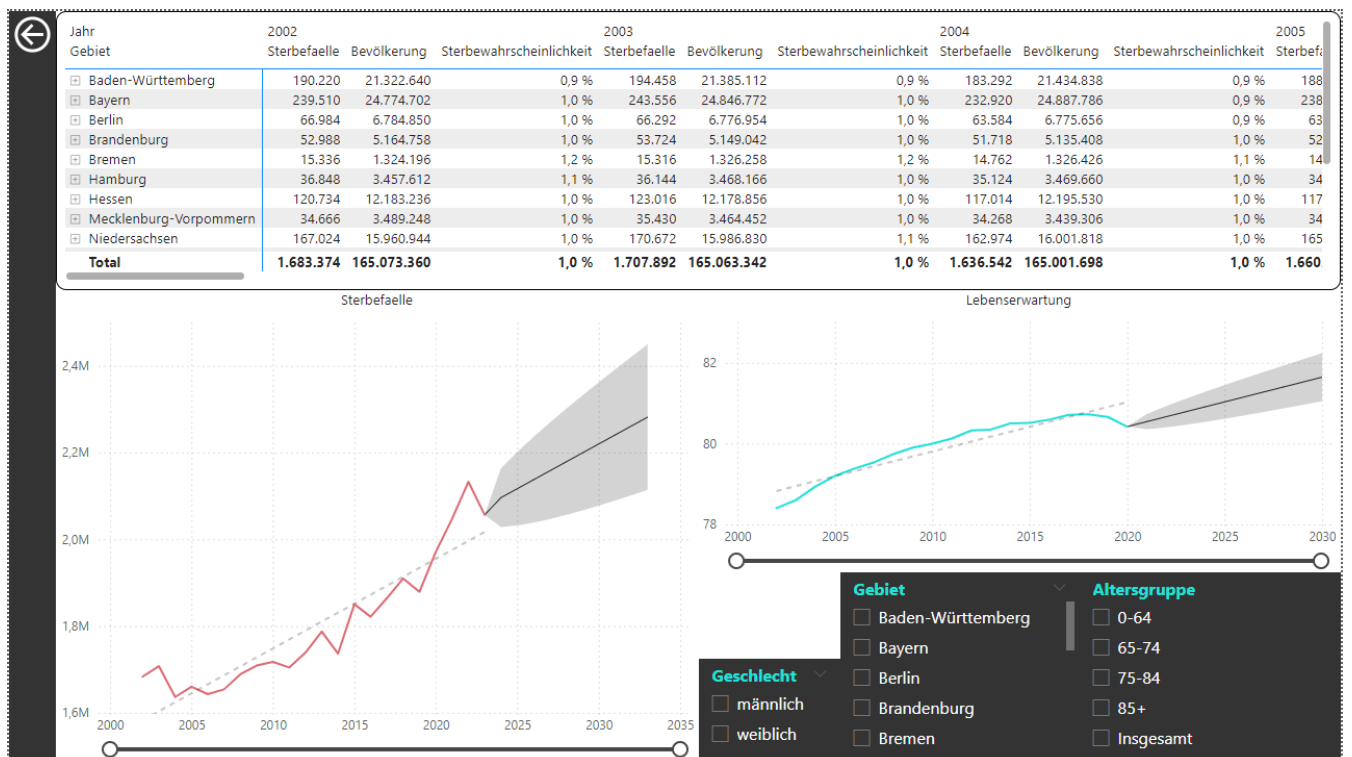 Jahr 2002 2003 2004 2005
Gebiet Sterbefaelle Bevölkerung Sterbewahrscheinlichkeit Sterbefaelle Bevölkerung Sterbewahrscheinlichkeit Sterbefaelle Bevölkerung Sterbewahrscheinlichkeit
Baden-Württemberg 190.220 21.322.640 0,9 % 194.458 21.385.112 0,9 % 183.292 21.434.838 0,9 % 188
Bayern 239.510 24.774.702 1,0 % 243.556 24.846.772 1,0 % 232.920 24.887.786 0,9 % 238
Berlin 66.984 6.784.850 1,0 % 66.292 6.776.954 1,0 % 63.584 6.775.656 0,9 % 63
Brandenburg 52.988 5.164.758 1,0 % 53.724 5.149.042 1,0 % 51.718 5.135.408 1,0 % 52
Bremen 15.336 1.324.196 1,2 % 15.316 1.326.258 1,2 % 14.762 1.326.426 1,1 % 14
Hamburg 36.848 3.457.612 1,1 % 36.144 3.468.166 1,0 % 35.124 3.469.660 1,0 % 34
Hessen 120.734 12.183.236 1,0 % 123.016 12.178.856 1,0 % 117.014 12.195.530 1,0 % 117
Mecklenburg-Vorpommern 34.666 3.489.248 1,0 % 35.430 3.464.452 1,0 % 34.268 3.439.306 1,0 % 34
Niedersachsen 167.024 15.960.944 1,0 % 170.672 15.986.830 1,1 % 162.974 16.001.818 1,0 % 165
Total 1.683.374 165.073.360 1,0 % 1.707.892 165.063.342 1,0 % 1.636.542 165.001.698 1,0 % 1.660.
Sterbefaelle
2,4M
2,2M
2,0M
1,8M
1,6M
2000 2005 2010 2015 2020 2025 2030 2035
Lebenserwartung
82
80
78
2000 2005 2010 2015 2020 2025 2030
Geschlecht
männlich
weiblich
Gebiet
Baden-Württemberg
Bayern
Berlin
Brandenburg
Bremen
Altersgruppe
0-64
65-74
75-84
85+
Insgesamt